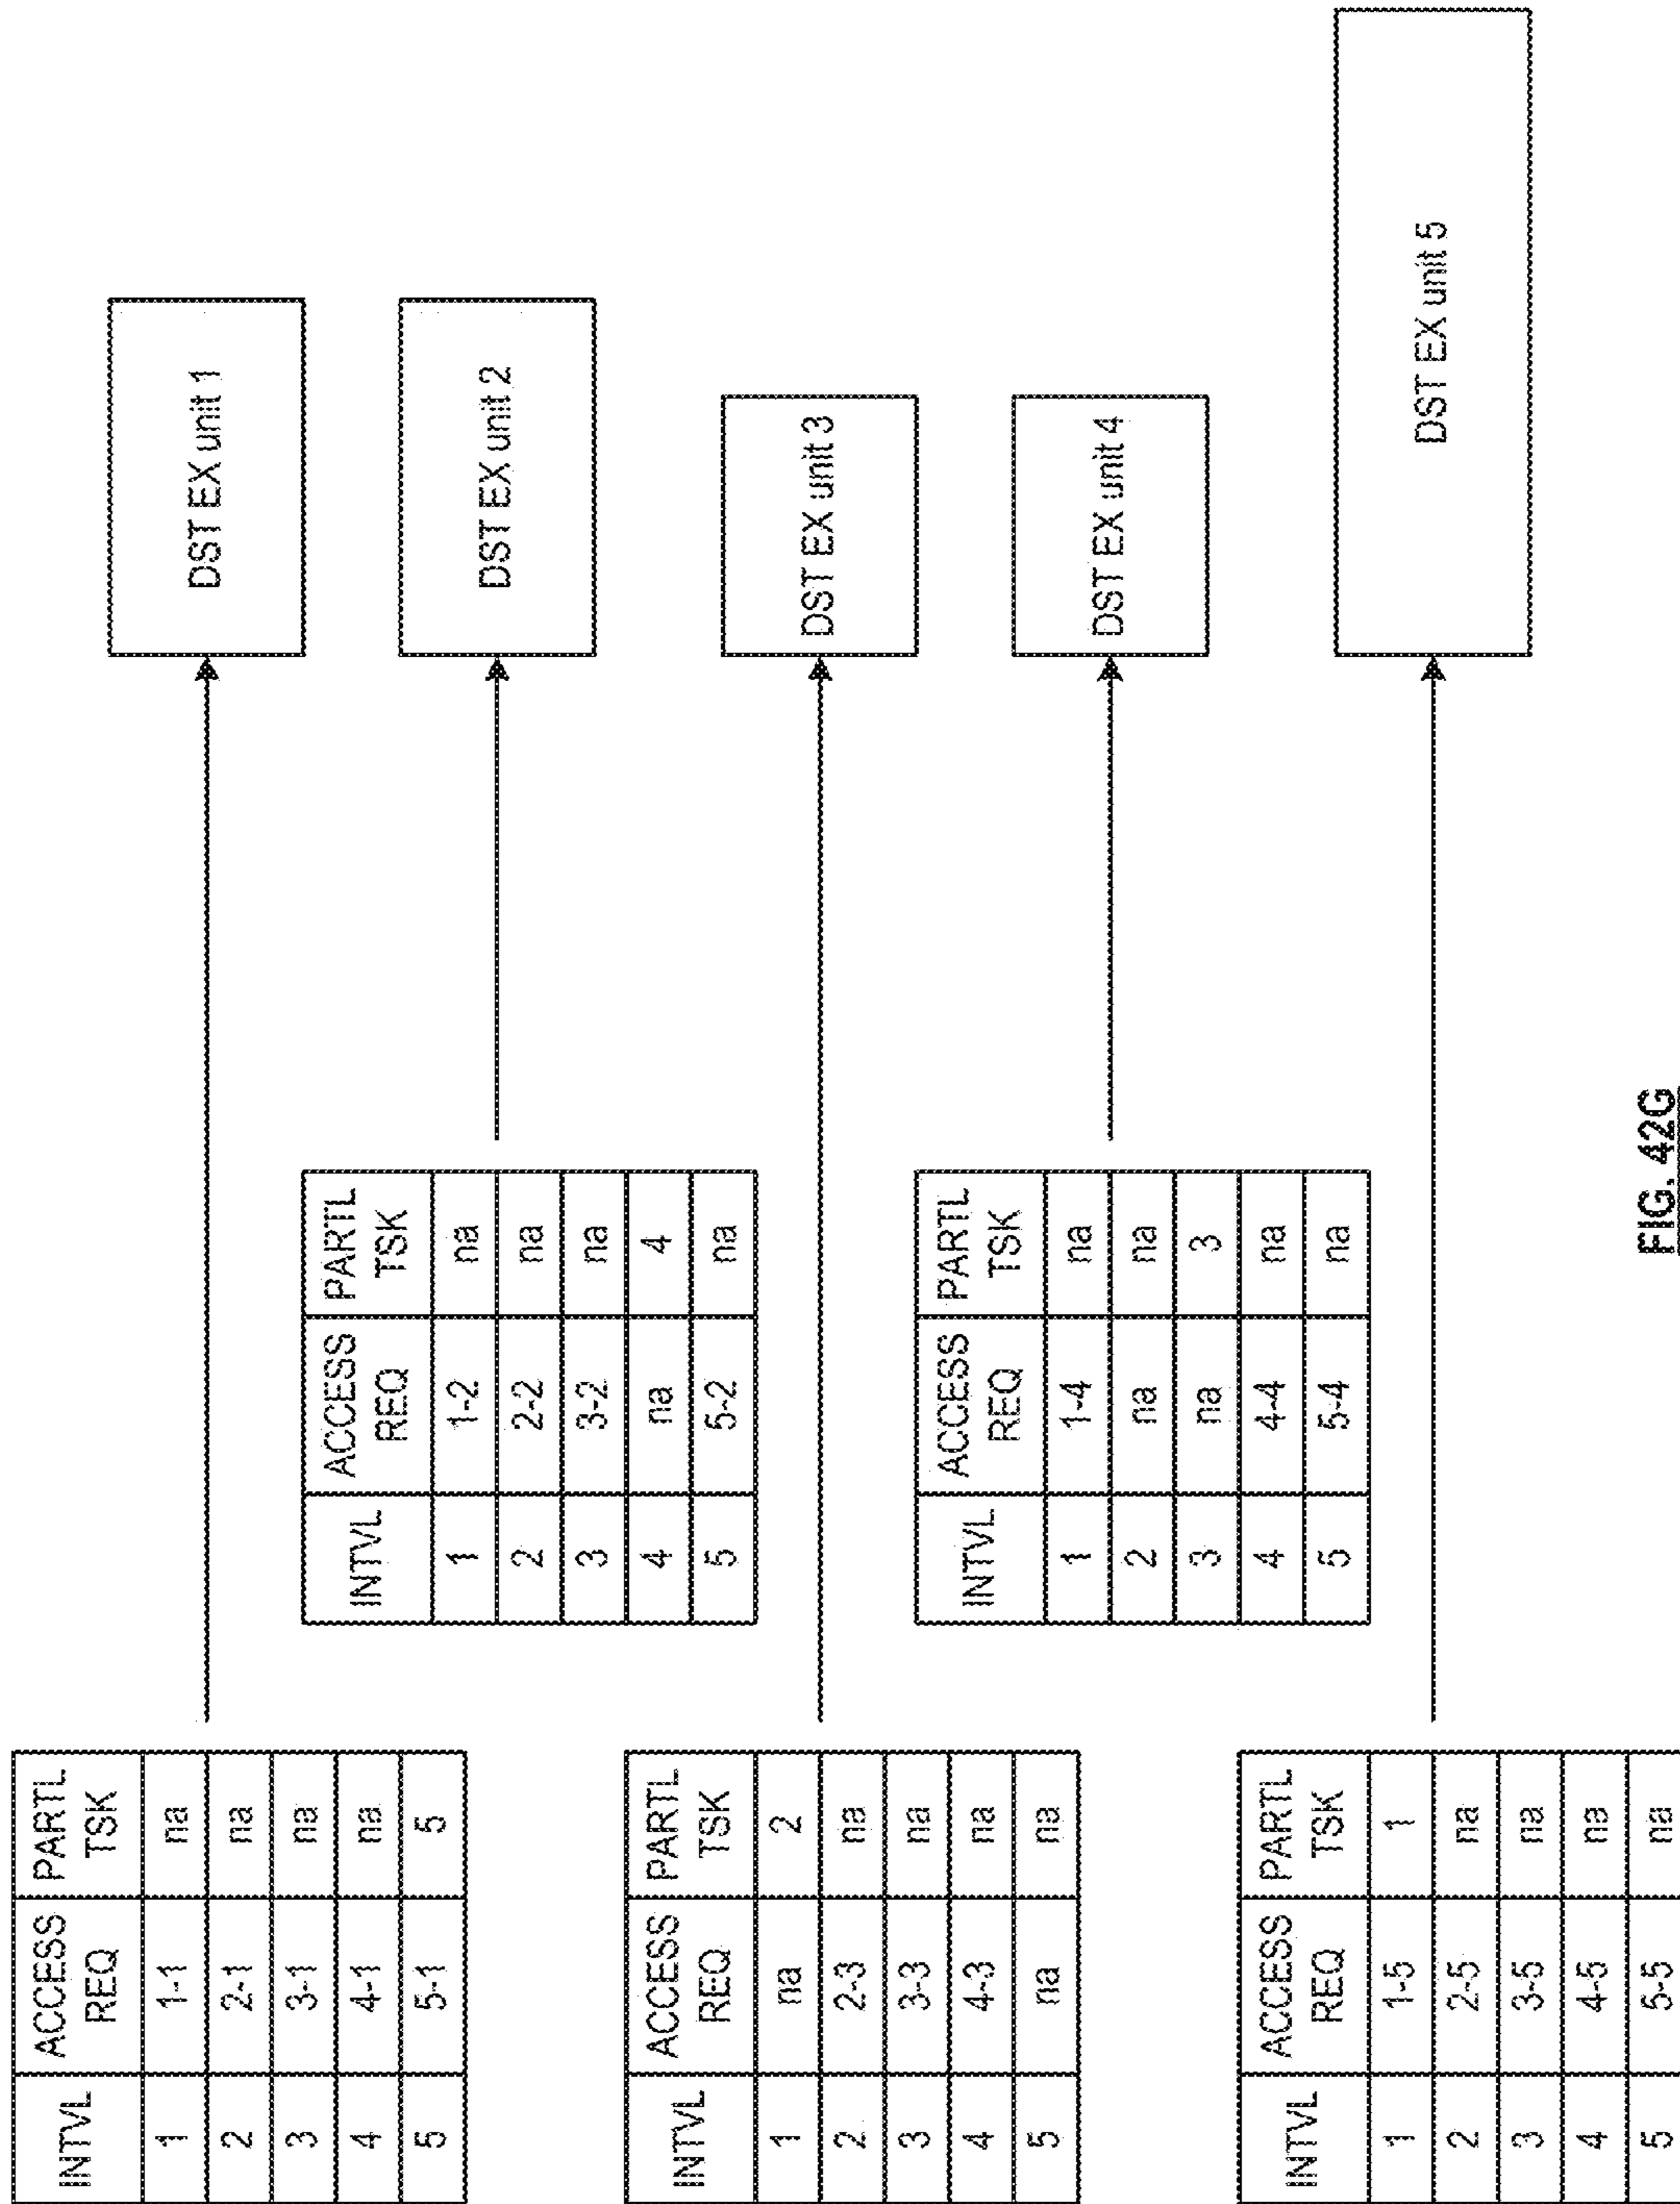 INTVL ACCESS REQ PARTL TSK
1 1-1 na
2 2-1 na
3 3-1 na
4 4-1 na
5 5-1 5
DST EX unit 1
INTVL ACCESS REQ PARTL TSK
1 1-2 na
2 2-2 na
3 3-2 na
4 na 4
5 5-2 na
DST EX unit 2
INTVL ACCESS REQ PARTL TSK
1 na 2
2 2-3 na
3 3-3 na
4 4-3 na
5 na na
DST EX unit 3
INTVL ACCESS REQ PARTL TSK
1 1-4 na
2 na na
3 na 3
4 4-4 na
5 5-4 na
DST EX unit 4
INTVL ACCESS REQ PARTL TSK
1 1-5 1
2 2-5 na
3 3-5 na
4 4-5 na
5 5-5 na
DST EX unit 5
FIG. 42G